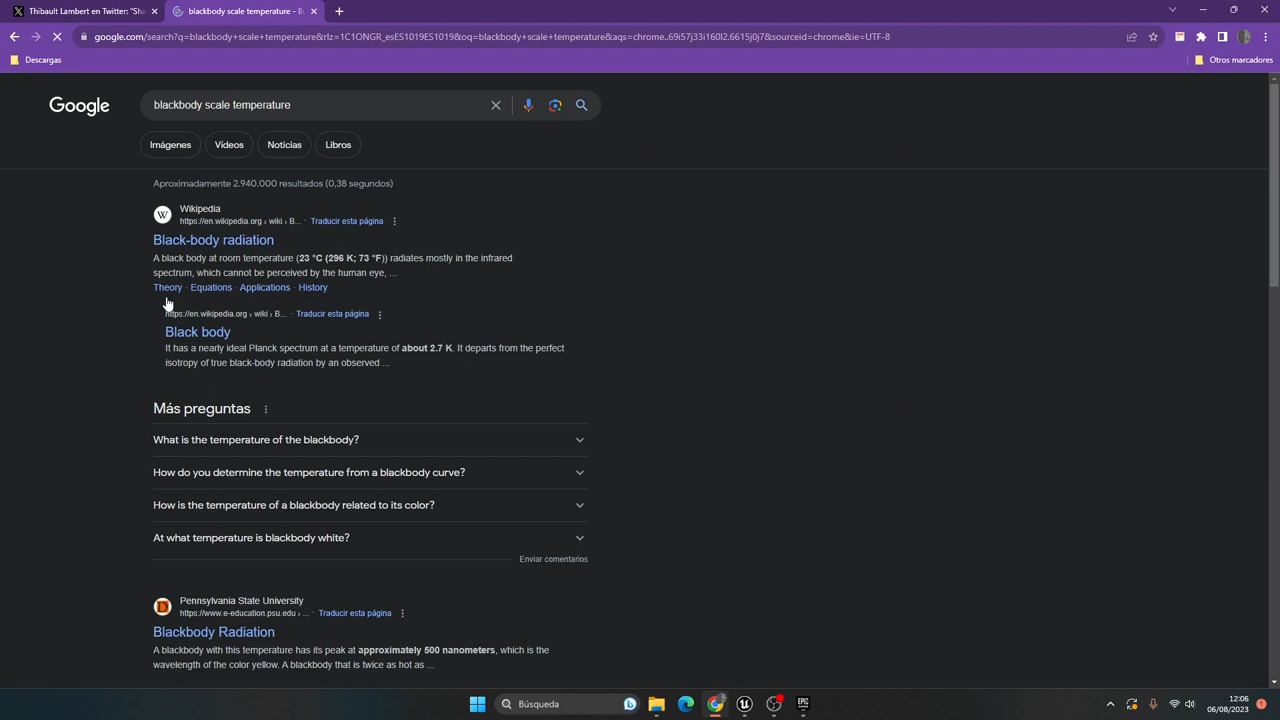 Thibault Lambert en Twitter: "Sha
blackbody scale temperature - B
google.com/search?q=blackbody+scale+temperature&rlz=1C1ONGR_esES1019ES1019&oq=blackbody+scale+temperature&aqs=chrome..69i57j33i160l2.6615j0j7&sourceid=chrome&ie=UTF-8
Descargas
Otros marcadores
Google
blackbody scale temperature
Imágenes
Vídeos
Noticias
Libros
Aproximadamente 2.940.000 resultados (0,38 segundos)
Wikipedia
https://en.wikipedia.org › wiki › B... · Traducir esta página
Black-body radiation
A black body at room temperature (23 °C (296 K; 73 °F)) radiates mostly in the infrared
spectrum, which cannot be perceived by the human eye, ...
Theory · Equations · Applications · History
https://en.wikipedia.org › wiki › B... · Traducir esta página
Black body
It has a nearly ideal Planck spectrum at a temperature of about 2.7 K. It departs from the perfect
isotropy of true black-body radiation by an observed ...
Más preguntas
What is the temperature of the blackbody?
How do you determine the temperature from a blackbody curve?
How is the temperature of a blackbody related to its color?
At what temperature is blackbody white?
Enviar comentarios
Pennsylvania State University
https://www.e-education.psu.edu › ... · Traducir esta página
Blackbody Radiation
A blackbody with this temperature has its peak at approximately 500 nanometers, which is the
wavelength of the color yellow. A blackbody that is twice as hot as ...
Búsqueda
12:06
06/08/2023